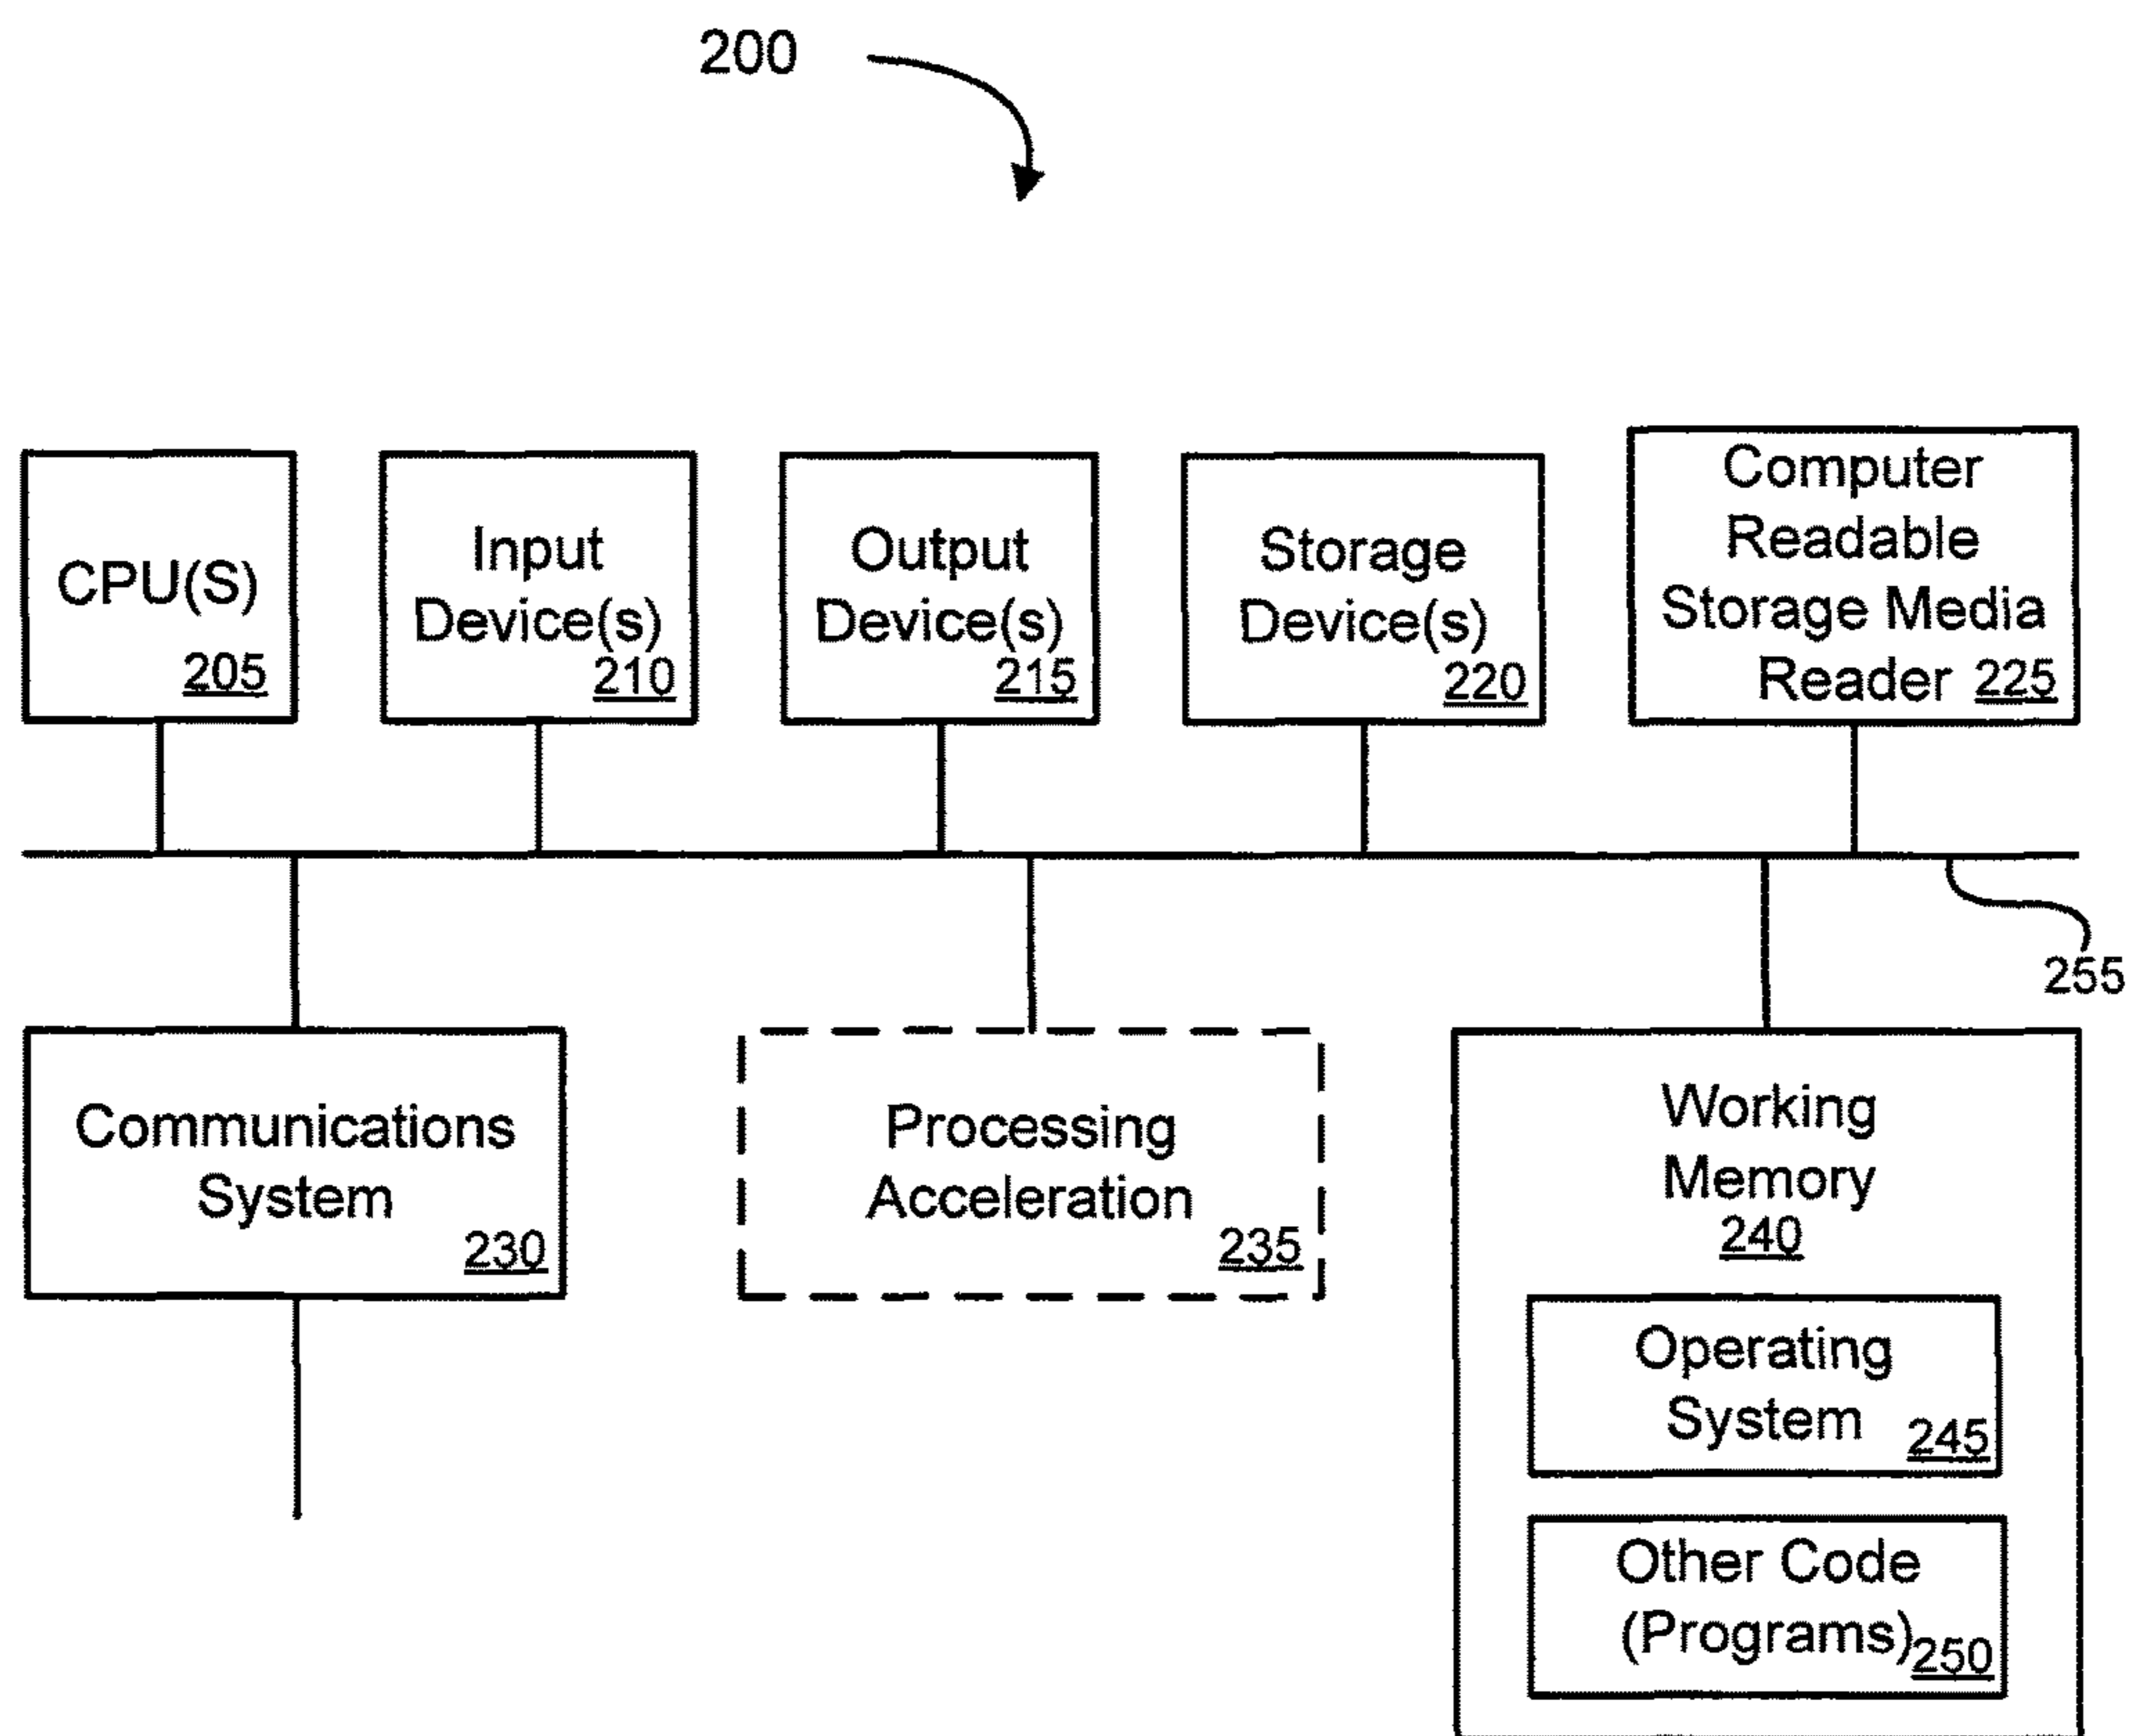 200
CPU(S)
205
Input
Device(s)
210
Output
Device(s)
215
Storage
Device(s)
220
Computer
Readable
Storage Media
Reader 225
255
Communications
System
230
Processing
Acceleration
235
Working
Memory
240
Operating
System
245
Other Code
(Programs)
250